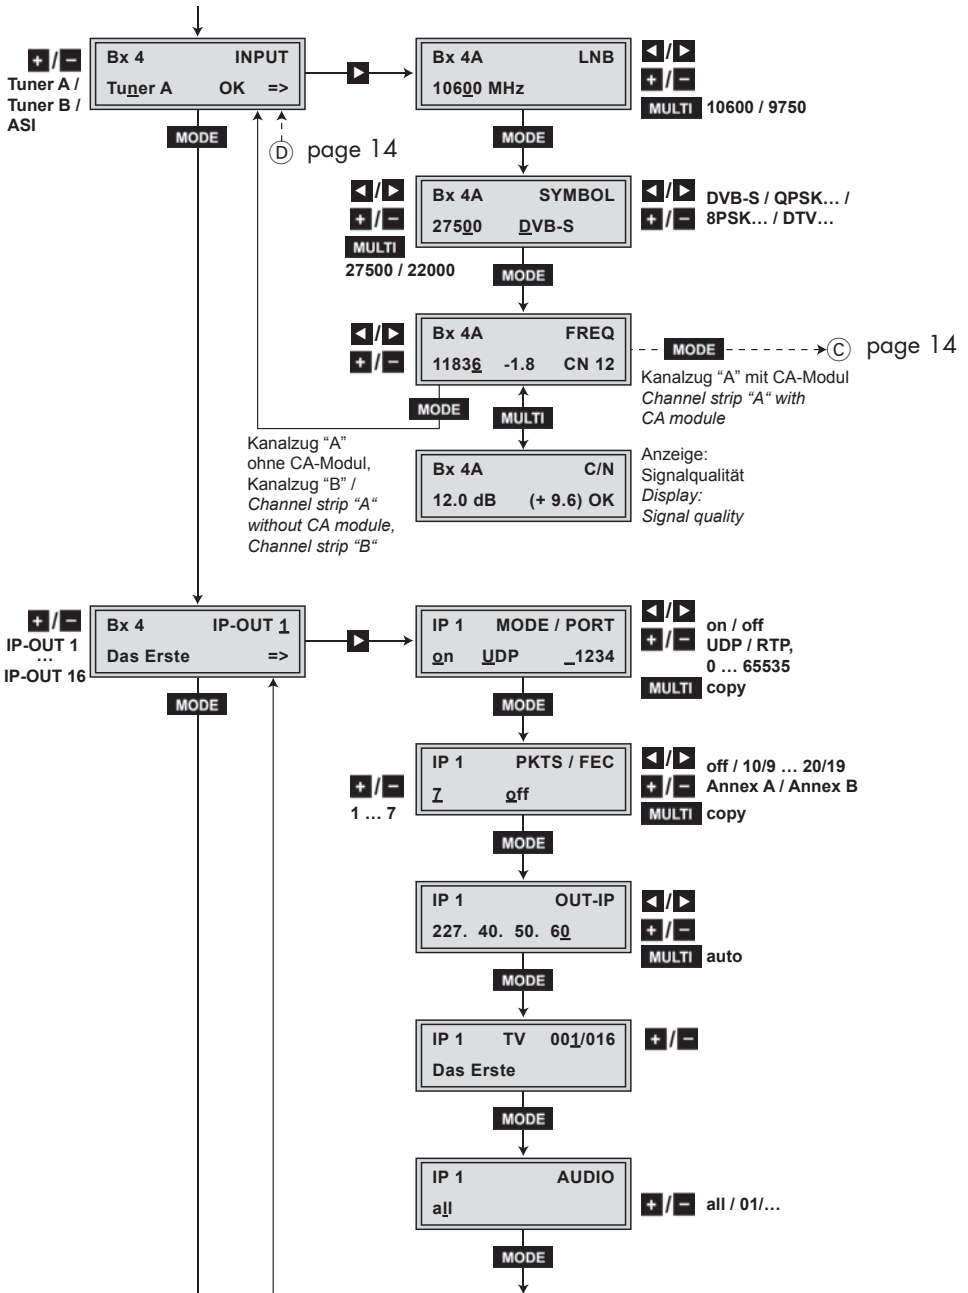 Bx 4 INPUT
Tuner A OK =>
+ / −
Tuner A /
Tuner B /
ASI
MODE
D page 14
Bx 4A LNB
10600 MHz
+ / −
MULTI 10600 / 9750
MODE
+ / −
MULTI
27500 / 22000
Bx 4A SYMBOL
27500 DVB-S
DVB-S / QPSK… /
+ / − 8PSK… / DTV…
MODE
+ / −
Bx 4A FREQ
11836 -1.8 CN 12
MODE C page 14
Kanalzug “A” mit CA-Modul
Channel strip “A“ with
CA module
MODE
MULTI
Kanalzug “A”
ohne CA-Modul,
Kanalzug “B” /
Channel strip “A“
without CA module,
Channel strip “B“
Bx 4A C/N
12.0 dB (+ 9.6) OK
Anzeige:
Signalqualität
Display:
Signal quality
+ / −
IP-OUT 1
…
IP-OUT 16
Bx 4 IP-OUT 1
Das Erste =>
MODE
IP 1 MODE / PORT
on UDP _1234
on / off
+ / − UDP / RTP,
0 … 65535
MULTI copy
MODE
+ / −
1 … 7
IP 1 PKTS / FEC
7 off
off / 10/9 … 20/19
+ / − Annex A / Annex B
MULTI copy
MODE
IP 1 OUT-IP
227. 40. 50. 60
+ / −
MULTI auto
MODE
IP 1 TV 001/016
Das Erste
+ / −
MODE
IP 1 AUDIO
all
+ / − all / 01/…
MODE